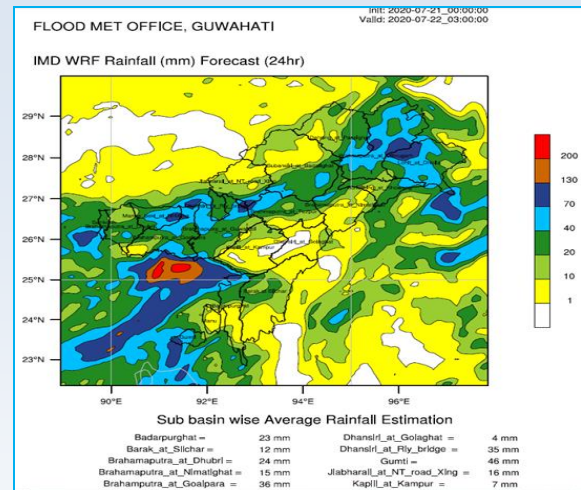 Init: 2020-07-21_00:00:00
FLOOD MET OFFICE, GUWAHATI
Valid: 2020-07-22_03:00:00
IMD WRF Rainfall (mm) Forecast (24hr)
29°N
28°N
27°N
26°N
25°N
24°N
23°N
200
130
70
40
20
10
1
90°E
92°E
94°E
96°E
Sub basin wise Average Rainfall Estimation
Badarpurghat = 23 mm Dhansiri_at_Golaghat = 4 mm
Barak_at_Silchar = 12 mm Dhansiri_at_Rly_bridge = 35 mm
Brahamaputra_at_Dhubri = 24 mm Gumti = 46 mm
Brahamaputra_at_Nimatighat = 15 mm Jiabharali_at_NT_road_Xing = 16 mm
Brahamputra_at_Goalpara = 36 mm Kapili_at_Kampur = 7 mm